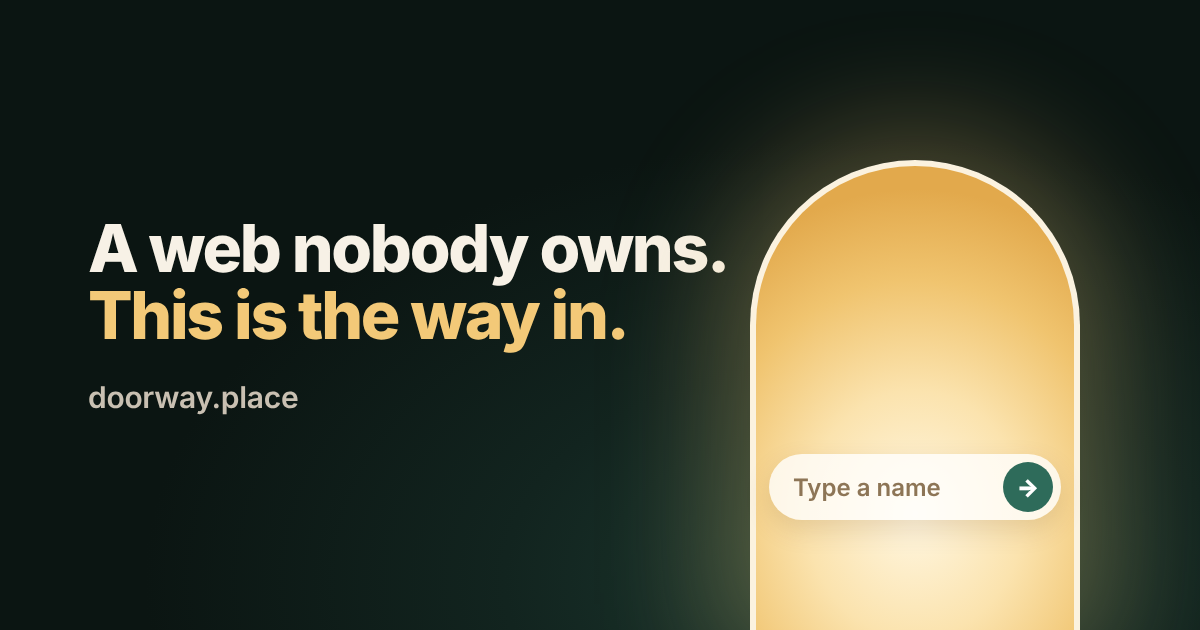 A web nobody owns.
This is the way in.
doorway.place
Type a name